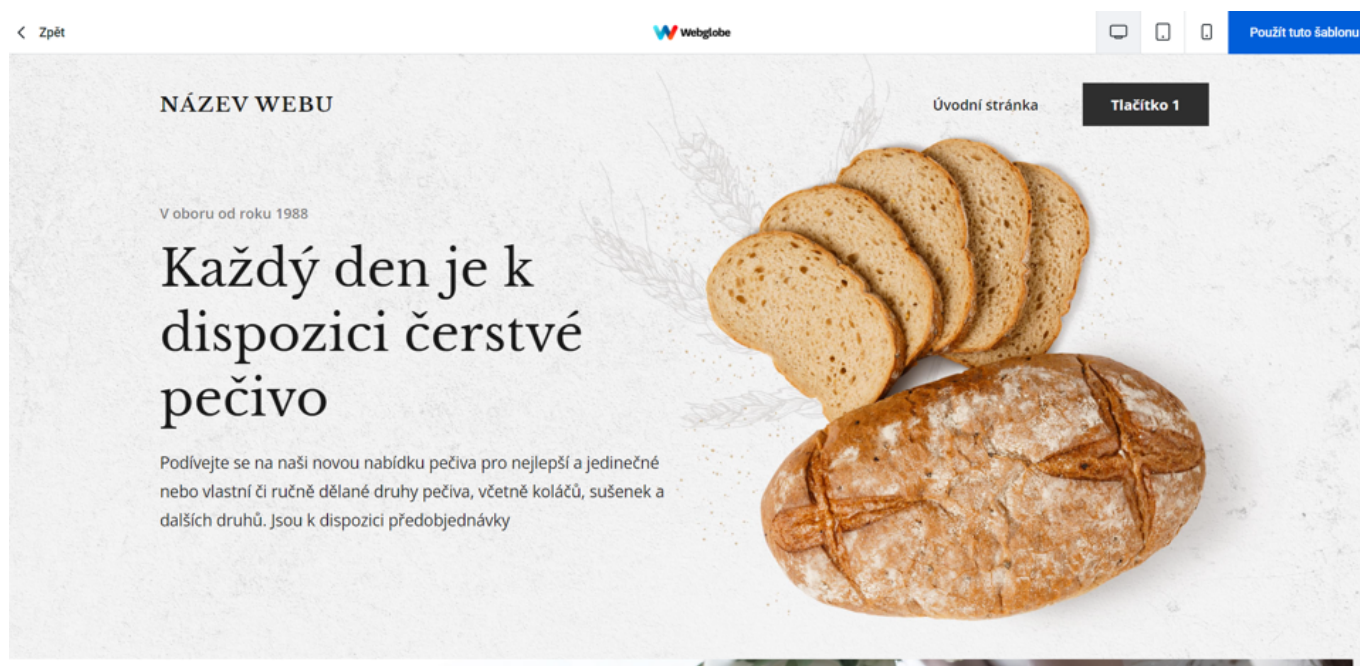 Zpět
Webglobe
Použít tuto šablonu
NÁZEV WEBU
Úvodní stránka
Tlačítko 1
V oboru od roku 1988
Každý den je k
dispozici čerstvé
pečivo
Podívejte se na naši novou nabídku pečiva pro nejlepší a jedinečné
nebo vlastní či ručně dělané druhy pečiva, včetně koláčů, sušenek a
dalších druhů. Jsou k dispozici předobjednávky